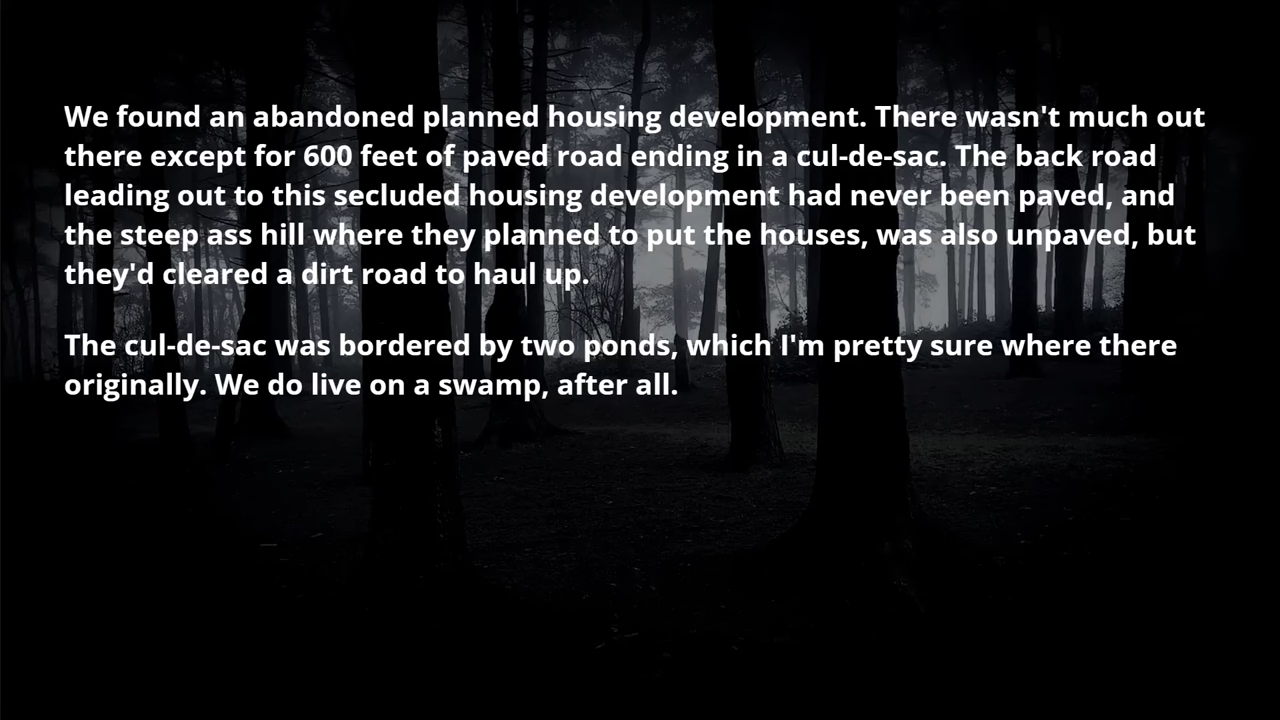 We found an abandoned planned housing development. There wasn't much out
there except for 600 feet of paved road ending in a cul-de-sac. The back road
leading out to this secluded housing development had never been paved, and
the steep ass hill where they planned to put the houses, was also unpaved, but
they'd cleared a dirt road to haul up.
The cul-de-sac was bordered by two ponds, which I'm pretty sure where there
originally. We do live on a swamp, after all.